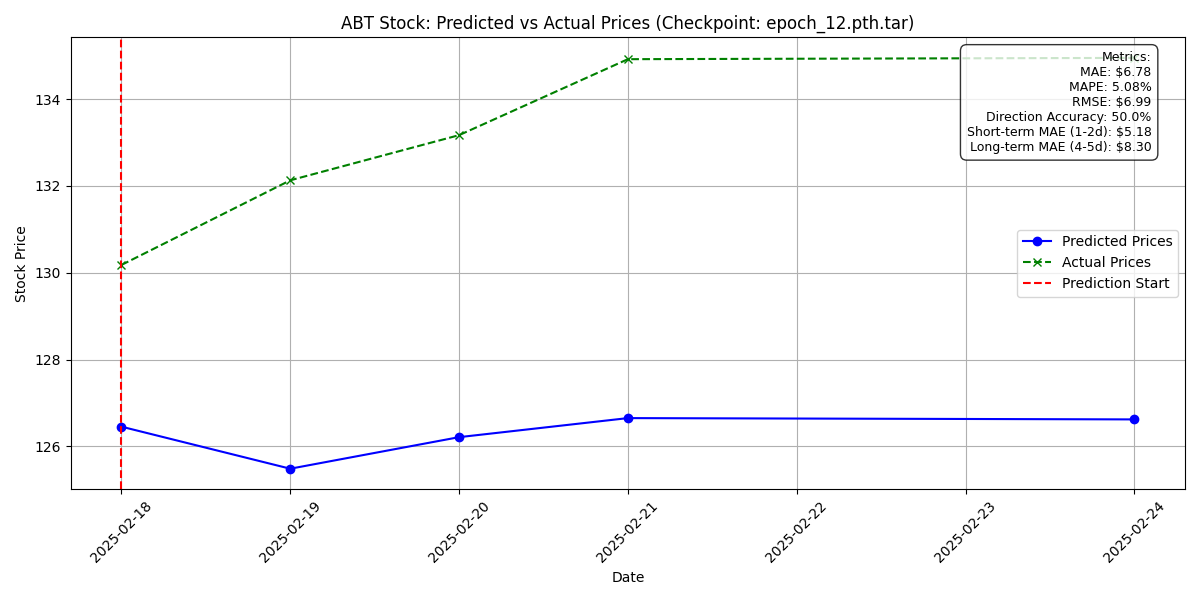 ABT Stock: Predicted vs Actual Prices (Checkpoint: epoch_12.pth.tar)
Metrics:
MAE: $6.78
MAPE: 5.08%
RMSE: $6.99
Direction Accuracy: 50.0%
Short-term MAE (1-2d): $5.18
Long-term MAE (4-5d): $8.30
Predicted Prices
Actual Prices
Prediction Start
Stock Price
134
132
130
128
126
2025-02-18
2025-02-19
2025-02-20
2025-02-21
2025-02-22
2025-02-23
2025-02-24
Date